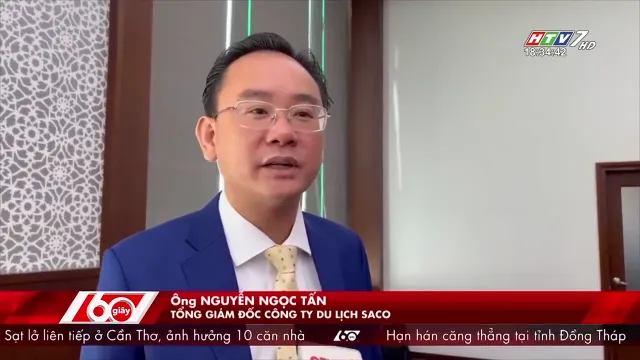 HTV7 HD
18:34:42
60 giây
Ông NGUYỄN NGỌC TẤN
TỔNG GIÁM ĐỐC CÔNG TY DU LỊCH SACO
Sạt lở liên tiếp ở Cần Thơ, ảnh hưởng 10 căn nhà 60 Hạn hán căng thẳng tại tỉnh Đồng Tháp